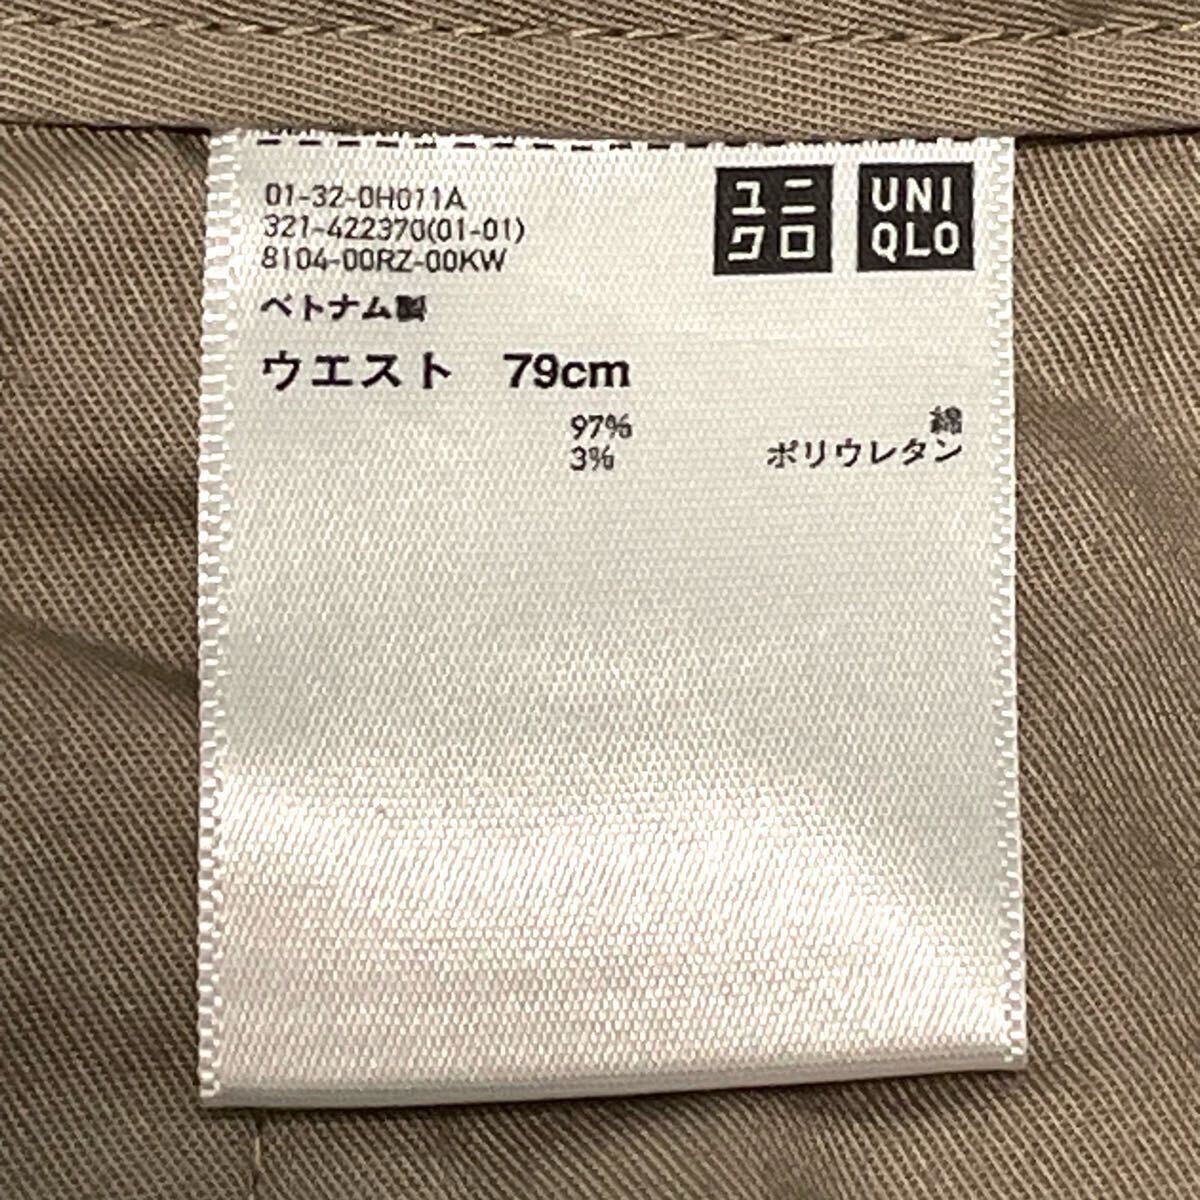 01-32-0H011A
321-422370(01-01)
8104-00RZ-00KW
ユニ
クロ
UNI
QLO
ベトナム製
ウエスト 79cm
97% 綿
3% ポリウレタン